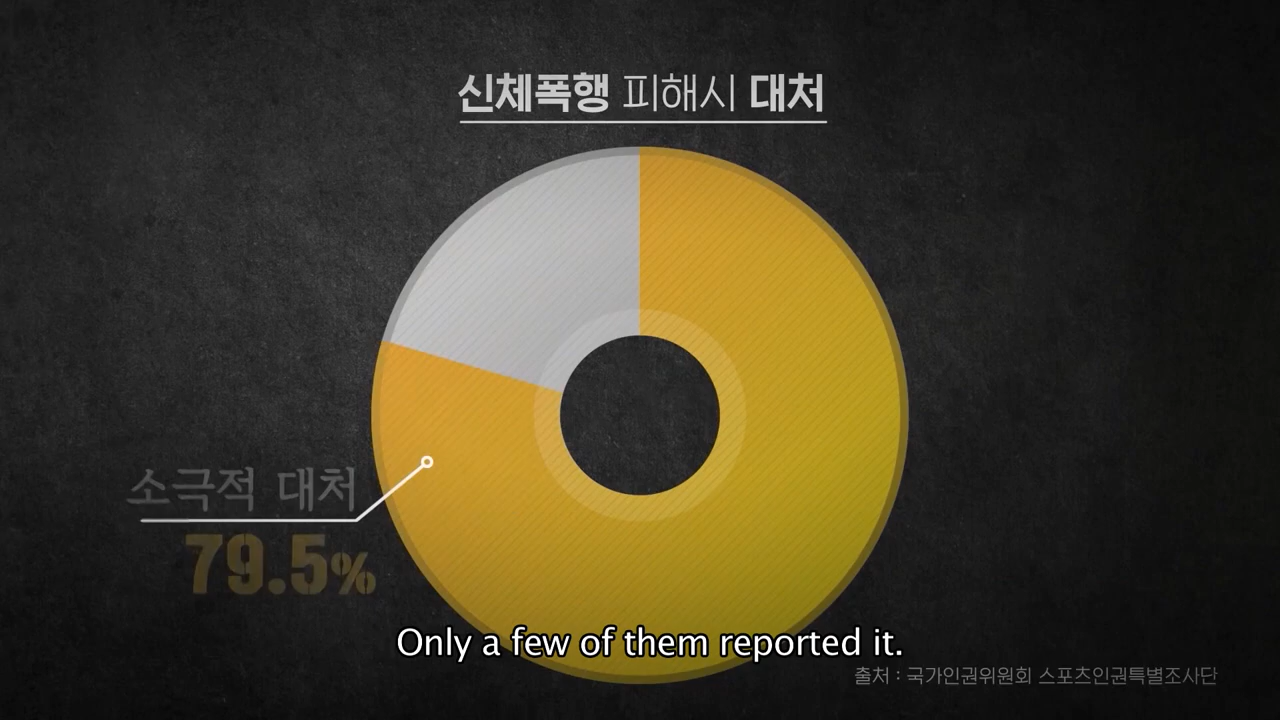 신체폭행 피해시 대처
소극적 대처
79.5%
Only a few of them reported it.
출처 : 국가인권위원회 스포츠인권특별조사단